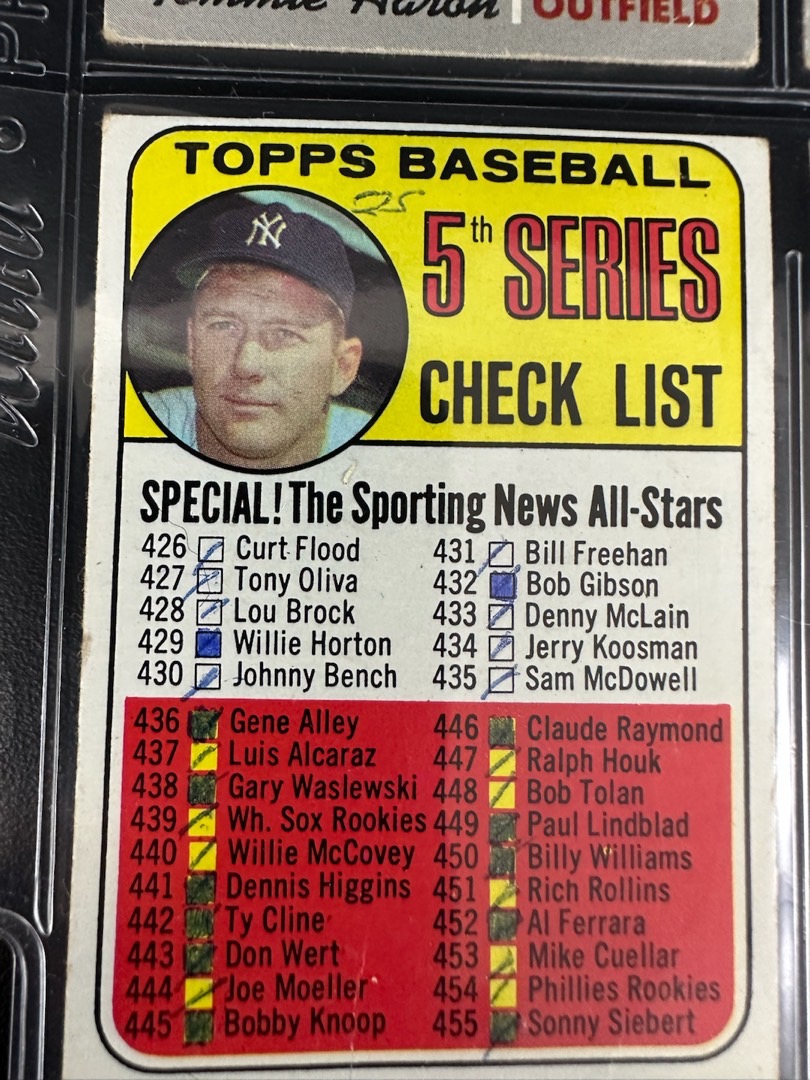 Tommie Aaron | OUTFIELD
TOPPS BASEBALL
25
NY
5th SERIES
CHECK LIST
SPECIAL! The Sporting News All-Stars
426 Curt Flood
427 Tony Oliva
428 Lou Brock
429 Willie Horton
430 Johnny Bench
431 Bill Freehan
432 Bob Gibson
433 Denny McLain
434 Jerry Koosman
435 Sam McDowell
436 Gene Alley
437 Luis Alcaraz
438 Gary Waslewski
439 Wh. Sox Rookies
440 Willie McCovey
441 Dennis Higgins
442 Ty Cline
443 Don Wert
444 Joe Moeller
445 Bobby Knoop
446 Claude Raymond
447 Ralph Houk
448 Bob Tolan
449 Paul Lindblad
450 Billy Williams
451 Rich Rollins
452 Al Ferrara
453 Mike Cuellar
454 Phillies Rookies
455 Sonny Siebert